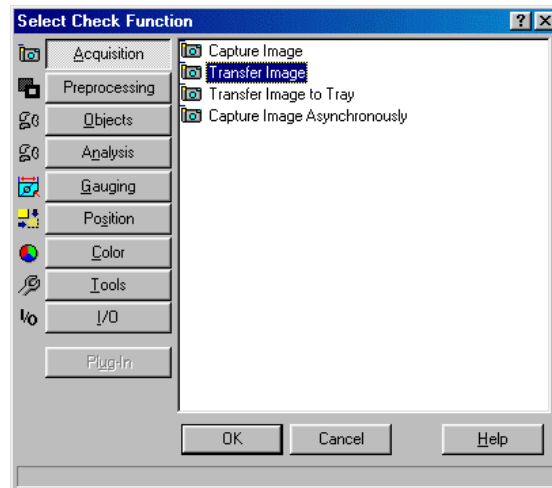 Select Check Function
Acquisition
Preprocessing
Objects
Analysis
Gauging
Position
Color
Tools
I/O
I/O
Plug-In
Capture Image
Transfer Image
Transfer Image to Tray
Capture Image Asynchronously
OK
Cancel
Help